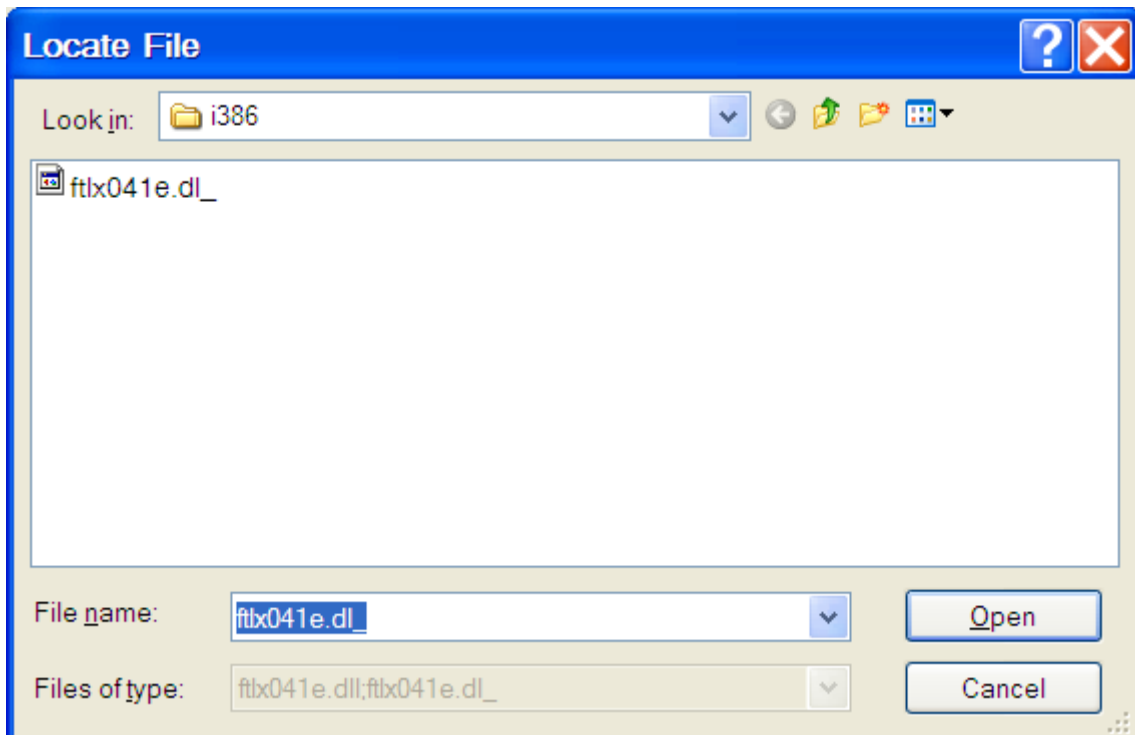 Locate File
Look in: i386
ftlx041e.dl_
File name: ftlx041e.dl_ Open
Files of type: ftlx041e.dll;ftlx041e.dl_ Cancel